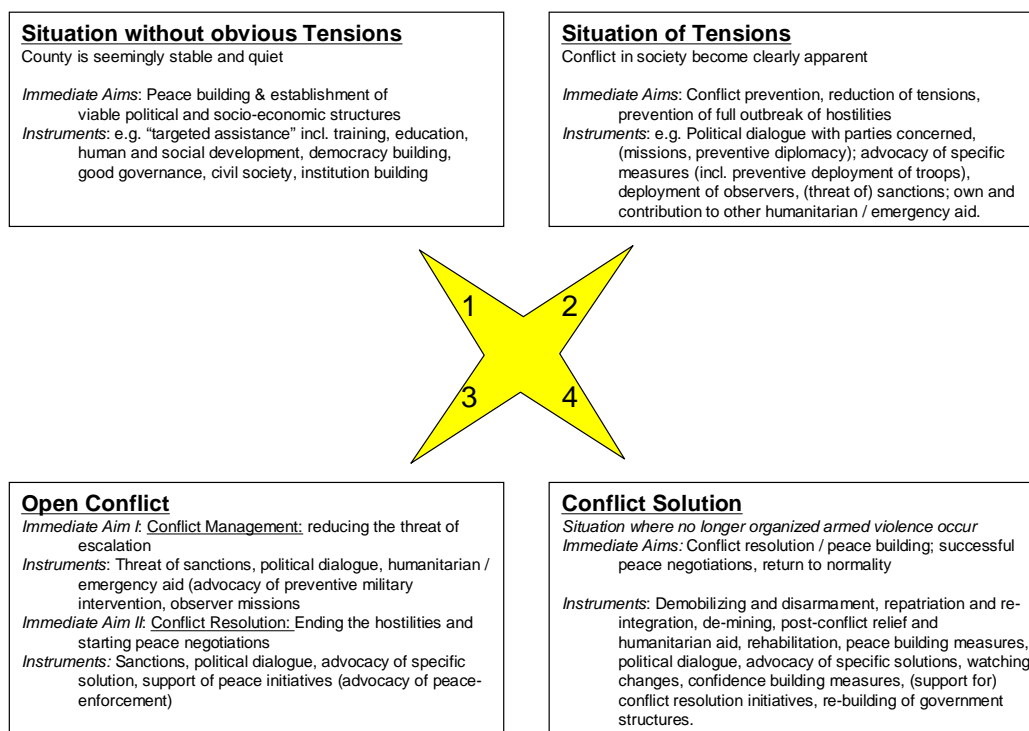 Situation without obvious Tensions
County is seemingly stable and quiet
Immediate Aims: Peace building & establishment of
viable political and socio-economic structures
Instruments: e.g. “targeted assistance” incl. training, education,
human and social development, democracy building,
good governance, civil society, institution building
Situation of Tensions
Conflict in society become clearly apparent
Immediate Aims: Conflict prevention, reduction of tensions,
prevention of full outbreak of hostilities
Instruments: e.g. Political dialogue with parties concerned,
(missions, preventive diplomacy); advocacy of specific
measures (incl. preventive deployment of troops),
deployment of observers, (threat of) sanctions; own and
contribution to other humanitarian / emergency aid.
1
2
3
4
Open Conflict
Immediate Aim I: Conflict Management: reducing the threat of
escalation
Instruments: Threat of sanctions, political dialogue, humanitarian /
emergency aid (advocacy of preventive military
intervention, observer missions
Immediate Aim II: Conflict Resolution: Ending the hostilities and
starting peace negotiations
Instruments: Sanctions, political dialogue, advocacy of specific
solution, support of peace initiatives (advocacy of peace-
enforcement)
Conflict Solution
Situation where no longer organized armed violence occur
Immediate Aims: Conflict resolution / peace building; successful
peace negotiations, return to normality
Instruments: Demobilizing and disarmament, repatriation and re-
integration, de-mining, post-conflict relief and
humanitarian aid, rehabilitation, peace building measures,
political dialogue, advocacy of specific solutions, watching
changes, confidence building measures, (support for)
conflict resolution initiatives, re-building of government
structures.